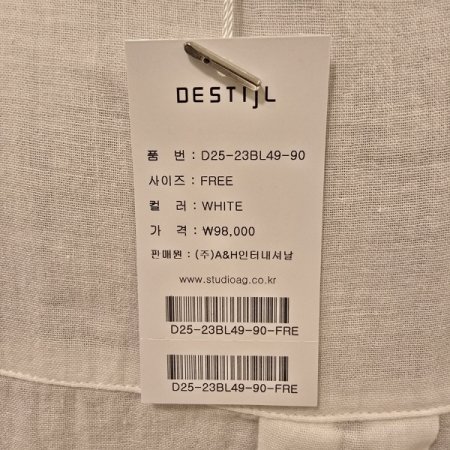 DESTIJL
품 번 : D25-23BL49-90
사이즈 : FREE
컬 러 : WHITE
가 격 : ₩98,000
판매원 : (주)A&H인터내셔날
www.studioag.co.kr
D25-23BL49-90-FRE
D25-23BL49-90-FRE